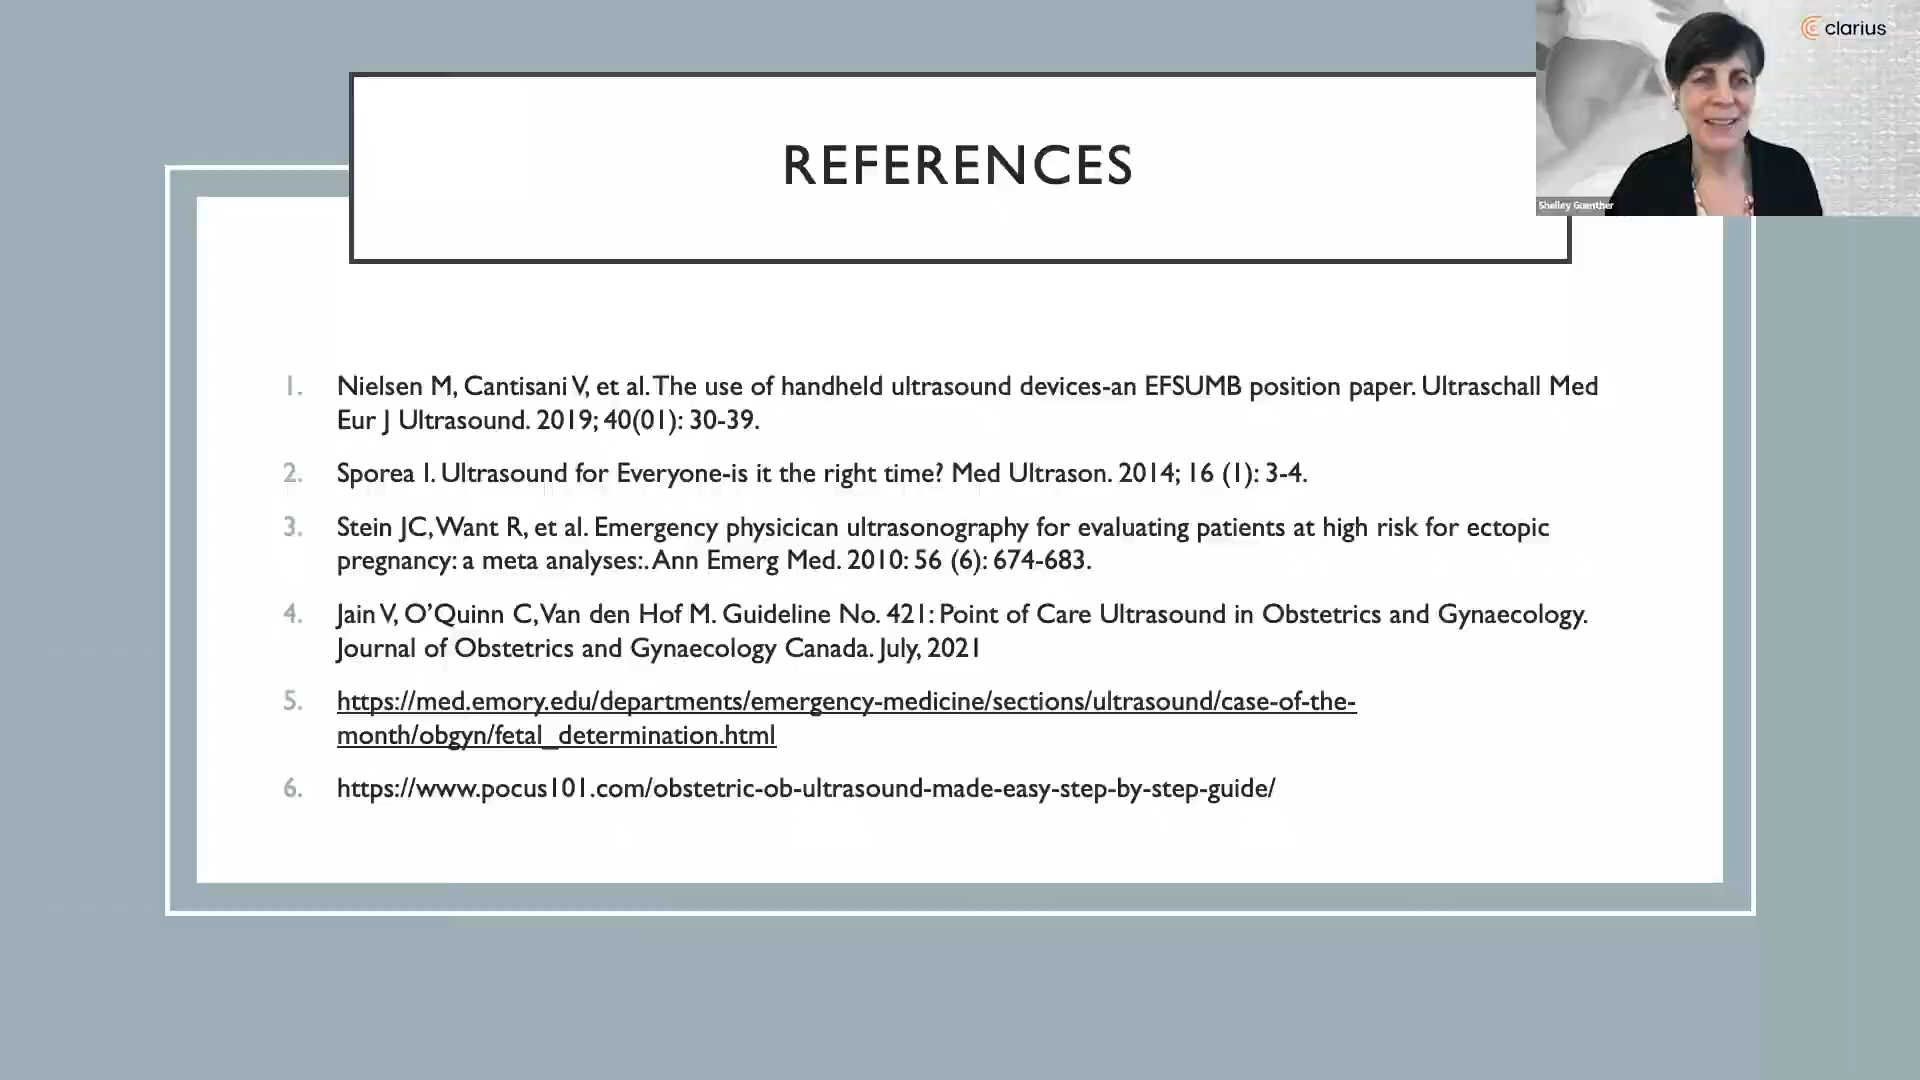 clarius
REFERENCES
Shelley Guenther
1. Nielsen M, Cantisani V, et al. The use of handheld ultrasound devices-an EFSUMB position paper. Ultraschall Med
Eur J Ultrasound. 2019; 40(01): 30-39.
2. Sporea I. Ultrasound for Everyone-is it the right time? Med Ultrason. 2014; 16 (1): 3-4.
3. Stein JC, Want R, et al. Emergency physicican ultrasonography for evaluating patients at high risk for ectopic
pregnancy: a meta analyses:. Ann Emerg Med. 2010: 56 (6): 674-683.
4. Jain V, O’Quinn C, Van den Hof M. Guideline No. 421: Point of Care Ultrasound in Obstetrics and Gynaecology.
Journal of Obstetrics and Gynaecology Canada. July, 2021
5. https://med.emory.edu/departments/emergency-medicine/sections/ultrasound/case-of-the-
month/obgyn/fetal_determination.html
6. https://www.pocus101.com/obstetric-ob-ultrasound-made-easy-step-by-step-guide/